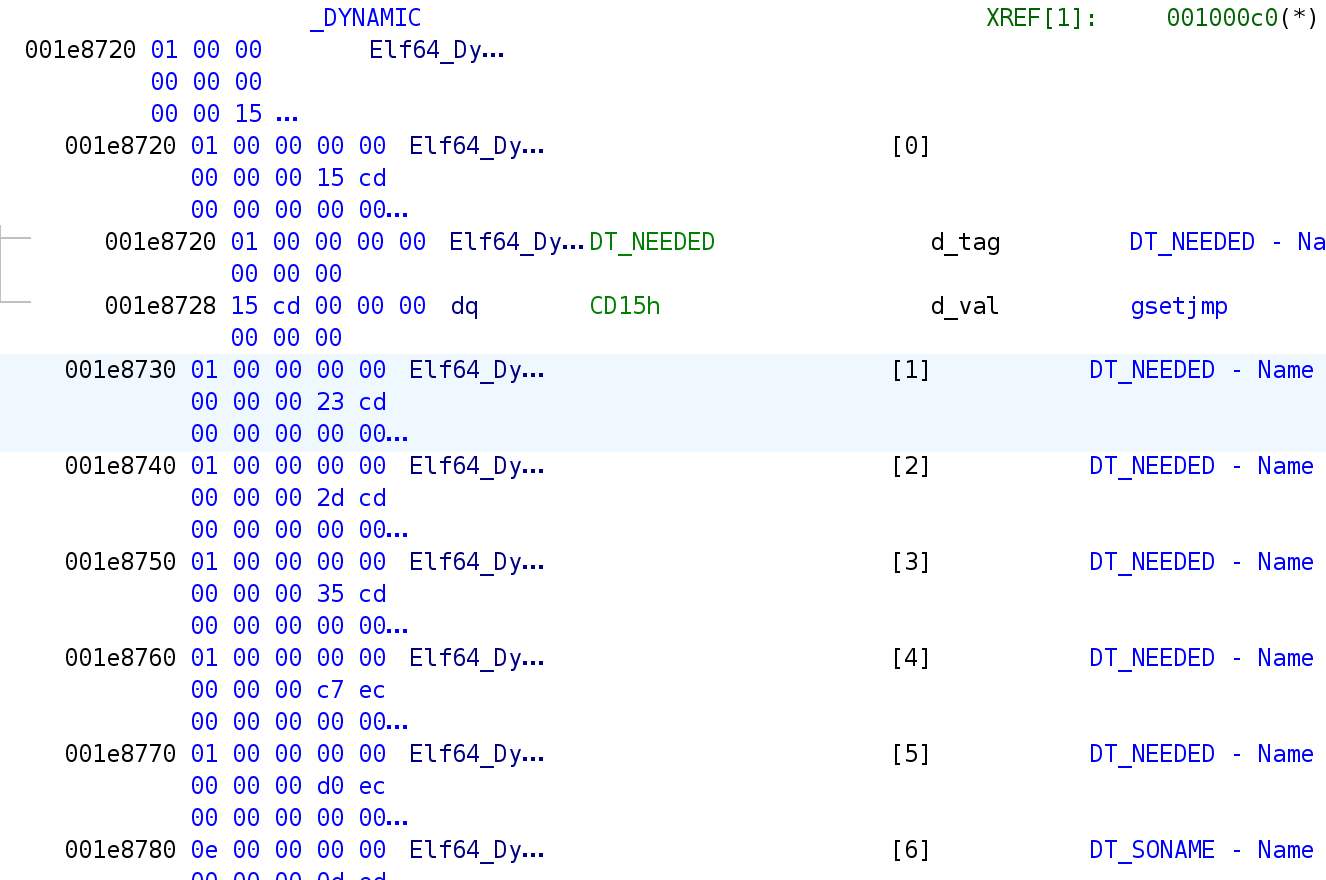 _DYNAMIC XREF[1]: 001000c0(*)
001e8720 01 00 00 Elf64_Dy...
00 00 00
00 00 15 ...
001e8720 01 00 00 00 00 Elf64_Dy... [0]
00 00 00 15 cd
00 00 00 00 00...
001e8720 01 00 00 00 00 Elf64_Dy... DT_NEEDED d_tag DT_NEEDED - Na
00 00 00
001e8728 15 cd 00 00 00 dq CD15h d_val gsetjmp
00 00 00
001e8730 01 00 00 00 00 Elf64_Dy... [1] DT_NEEDED - Name
00 00 00 23 cd
00 00 00 00 00...
001e8740 01 00 00 00 00 Elf64_Dy... [2] DT_NEEDED - Name
00 00 00 2d cd
00 00 00 00 00...
001e8750 01 00 00 00 00 Elf64_Dy... [3] DT_NEEDED - Name
00 00 00 35 cd
00 00 00 00 00...
001e8760 01 00 00 00 00 Elf64_Dy... [4] DT_NEEDED - Name
00 00 00 c7 ec
00 00 00 00 00...
001e8770 01 00 00 00 00 Elf64_Dy... [5] DT_NEEDED - Name
00 00 00 d0 ec
00 00 00 00 00...
001e8780 0e 00 00 00 00 Elf64_Dy... [6] DT_SONAME - Name